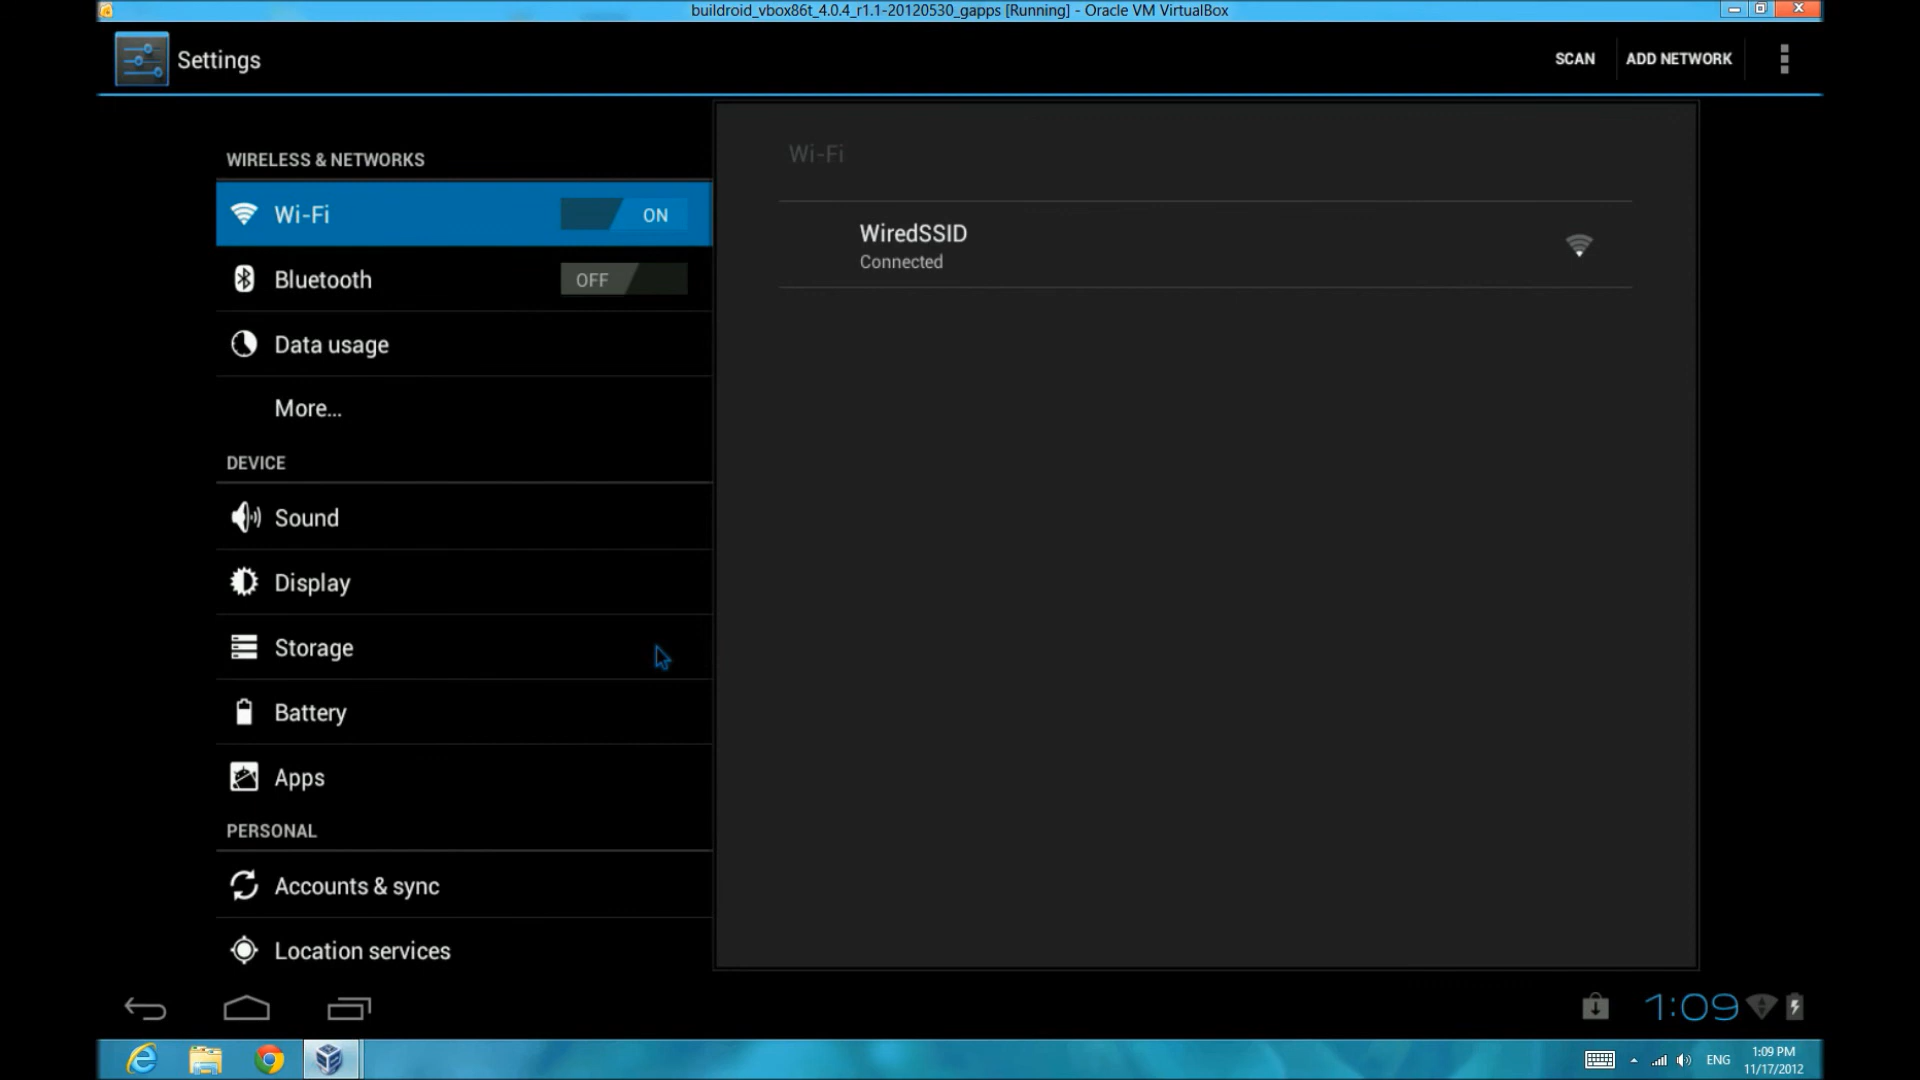 buildroid_vbox86t_4.0.4_r1.1-20120530_gapps [Running] - Oracle VM VirtualBox
Settings
SCAN
ADD NETWORK
WIRELESS & NETWORKS
Wi-Fi
ON
Bluetooth
OFF
Data usage
More...
DEVICE
Sound
Display
Storage
Battery
Apps
PERSONAL
Accounts & sync
Location services
Wi-Fi
WiredSSID
Connected
1:09
ENG
1:09 PM
11/17/2012